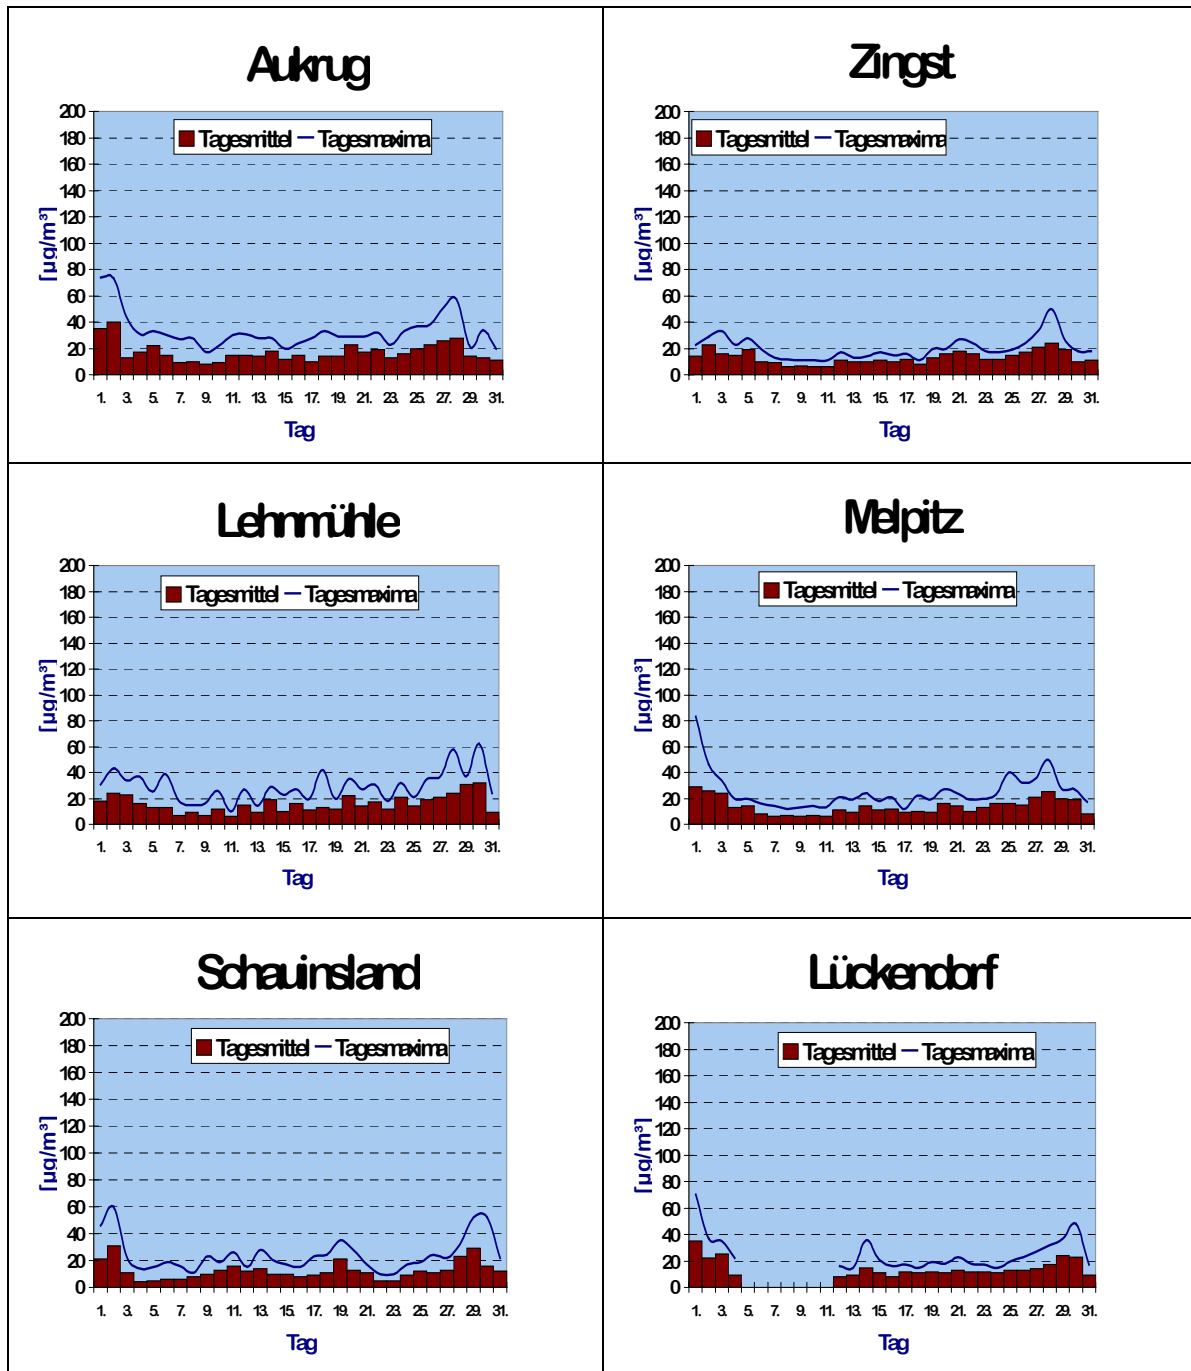 Aukrug
200
180
160
140
120
100
80
60
40
20
0
[µg/m³]
Tagesmittel Tagesmaxima
1. 3. 5. 7. 9. 11. 13. 15. 17. 19. 21. 23. 25. 27. 29. 31.
Tag
Zingst
200
180
160
140
120
100
80
60
40
20
0
[µg/m³]
Tagesmittel Tagesmaxima
1. 3. 5. 7. 9. 11. 13. 15. 17. 19. 21. 23. 25. 27. 29. 31.
Tag
Lehnmühle
200
180
160
140
120
100
80
60
40
20
0
[µg/m³]
Tagesmittel Tagesmaxima
1. 3. 5. 7. 9. 11. 13. 15. 17. 19. 21. 23. 25. 27. 29. 31.
Tag
Melpitz
200
180
160
140
120
100
80
60
40
20
0
[µg/m³]
Tagesmittel Tagesmaxima
1. 3. 5. 7. 9. 11. 13. 15. 17. 19. 21. 23. 25. 27. 29. 31.
Tag
Schauinsland
200
180
160
140
120
100
80
60
40
20
0
[µg/m³]
Tagesmittel Tagesmaxima
1. 3. 5. 7. 9. 11. 13. 15. 17. 19. 21. 23. 25. 27. 29. 31.
Tag
Lückendorf
200
180
160
140
120
100
80
60
40
20
0
[µg/m³]
Tagesmittel Tagesmaxima
1. 3. 5. 7. 9. 11. 13. 15. 17. 19. 21. 23. 25. 27. 29. 31.
Tag